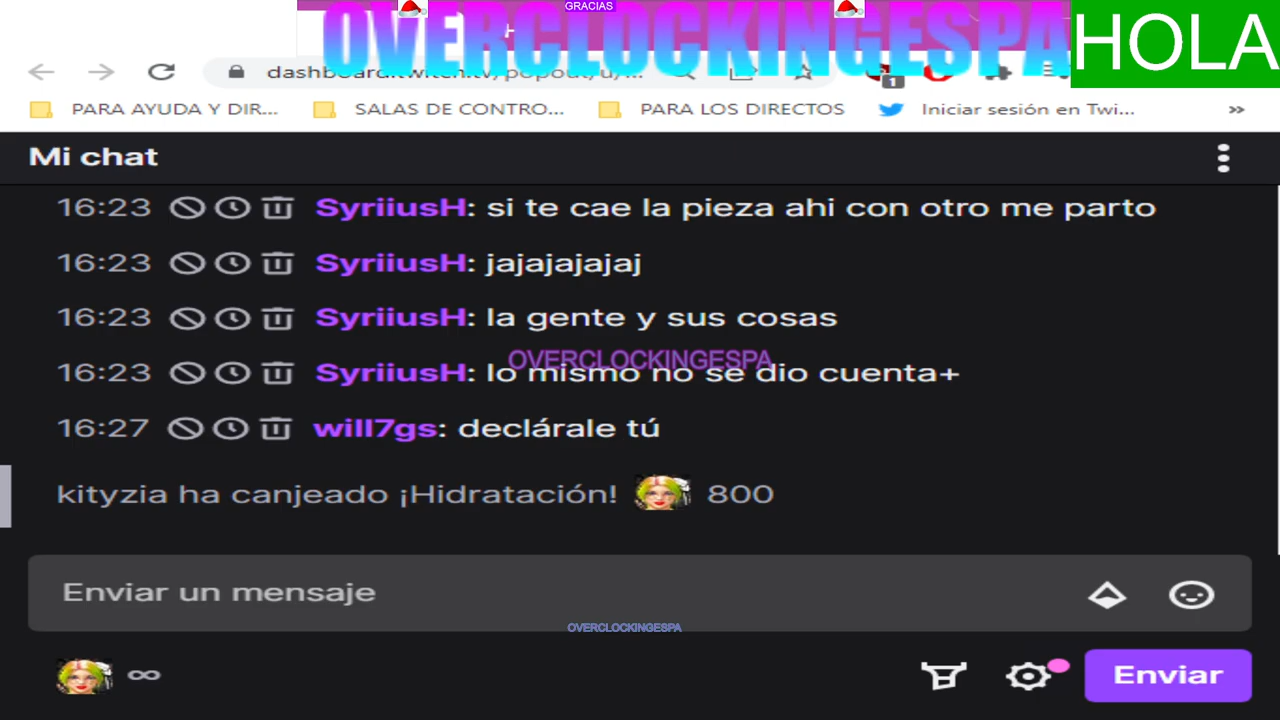 GRACIAS
OVERCLOCKINGESPA
HOLA
1
PARA AYUDA Y DIR...
SALAS DE CONTRO...
PARA LOS DIRECTOS
Iniciar sesión en Twi...
»
Mi chat
16:23 SyriiusH: si te cae la pieza ahi con otro me parto
16:23 SyriiusH: jajajajajaj
16:23 SyriiusH: la gente y sus cosas
OVERCLOCKINGESPA
16:23 SyriiusH: lo mismo no se dio cuenta+
16:27 will7gs: declárale tú
kityzia ha canjeado ¡Hidratación! 800
Enviar un mensaje
OVERCLOCKINGESPA
∞
Enviar